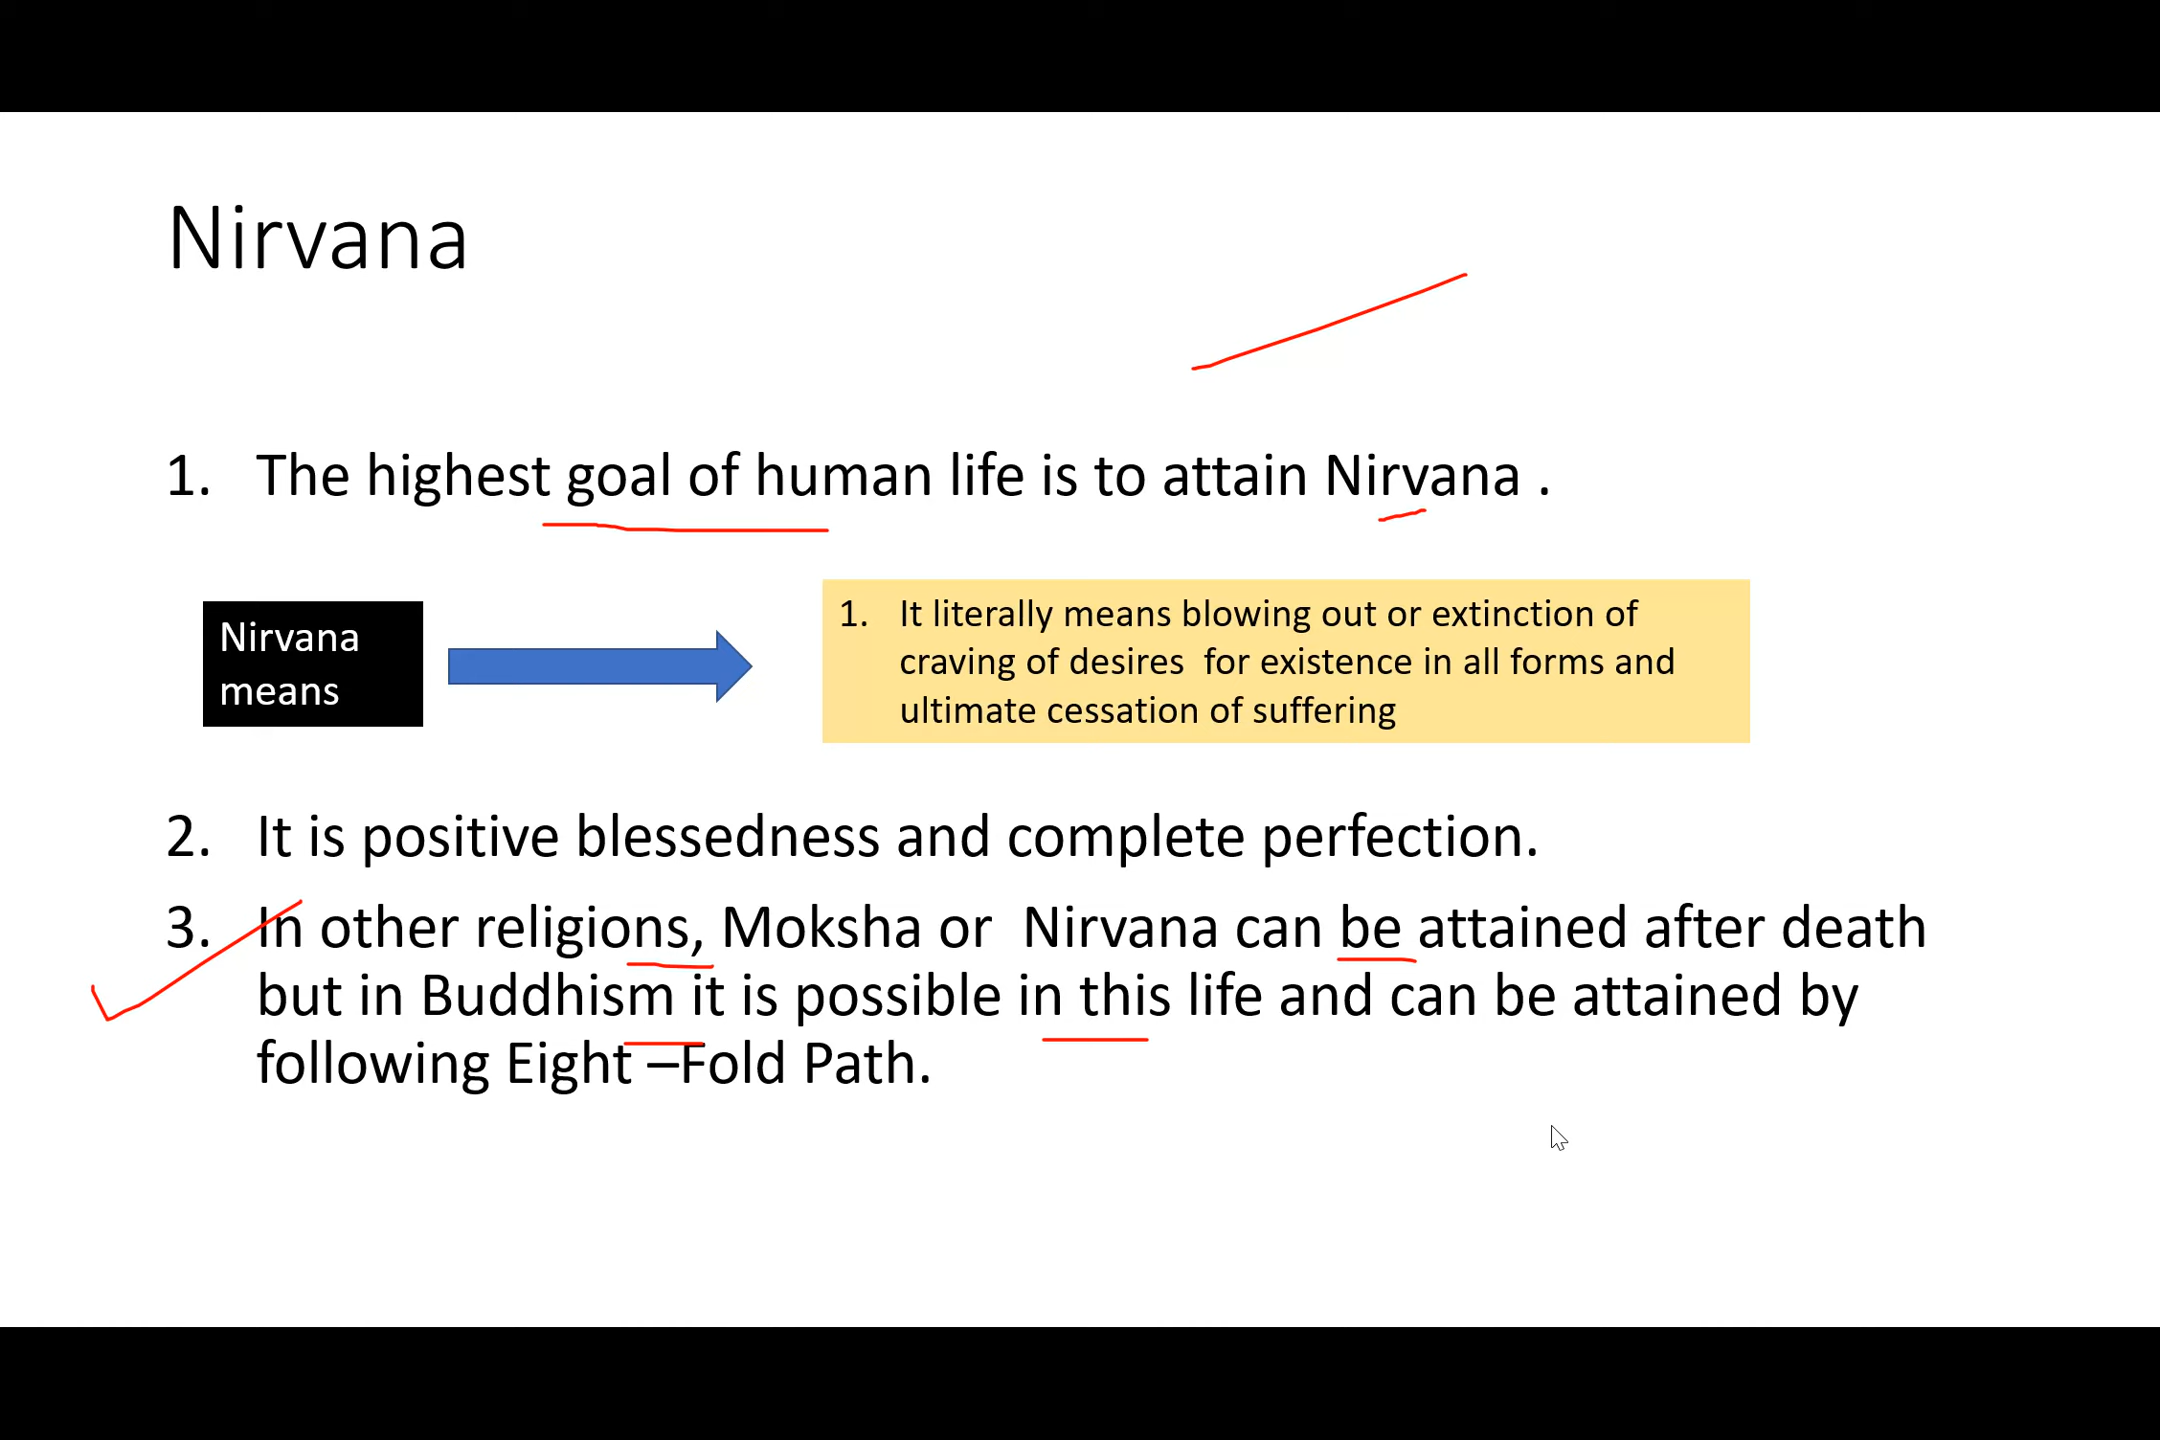 Nirvana
1. The highest goal of human life is to attain Nirvana .
Nirvana
means
1. It literally means blowing out or extinction of
craving of desires for existence in all forms and
ultimate cessation of suffering
2. It is positive blessedness and complete perfection.
3. In other religions, Moksha or Nirvana can be attained after death
but in Buddhism it is possible in this life and can be attained by
following Eight –Fold Path.